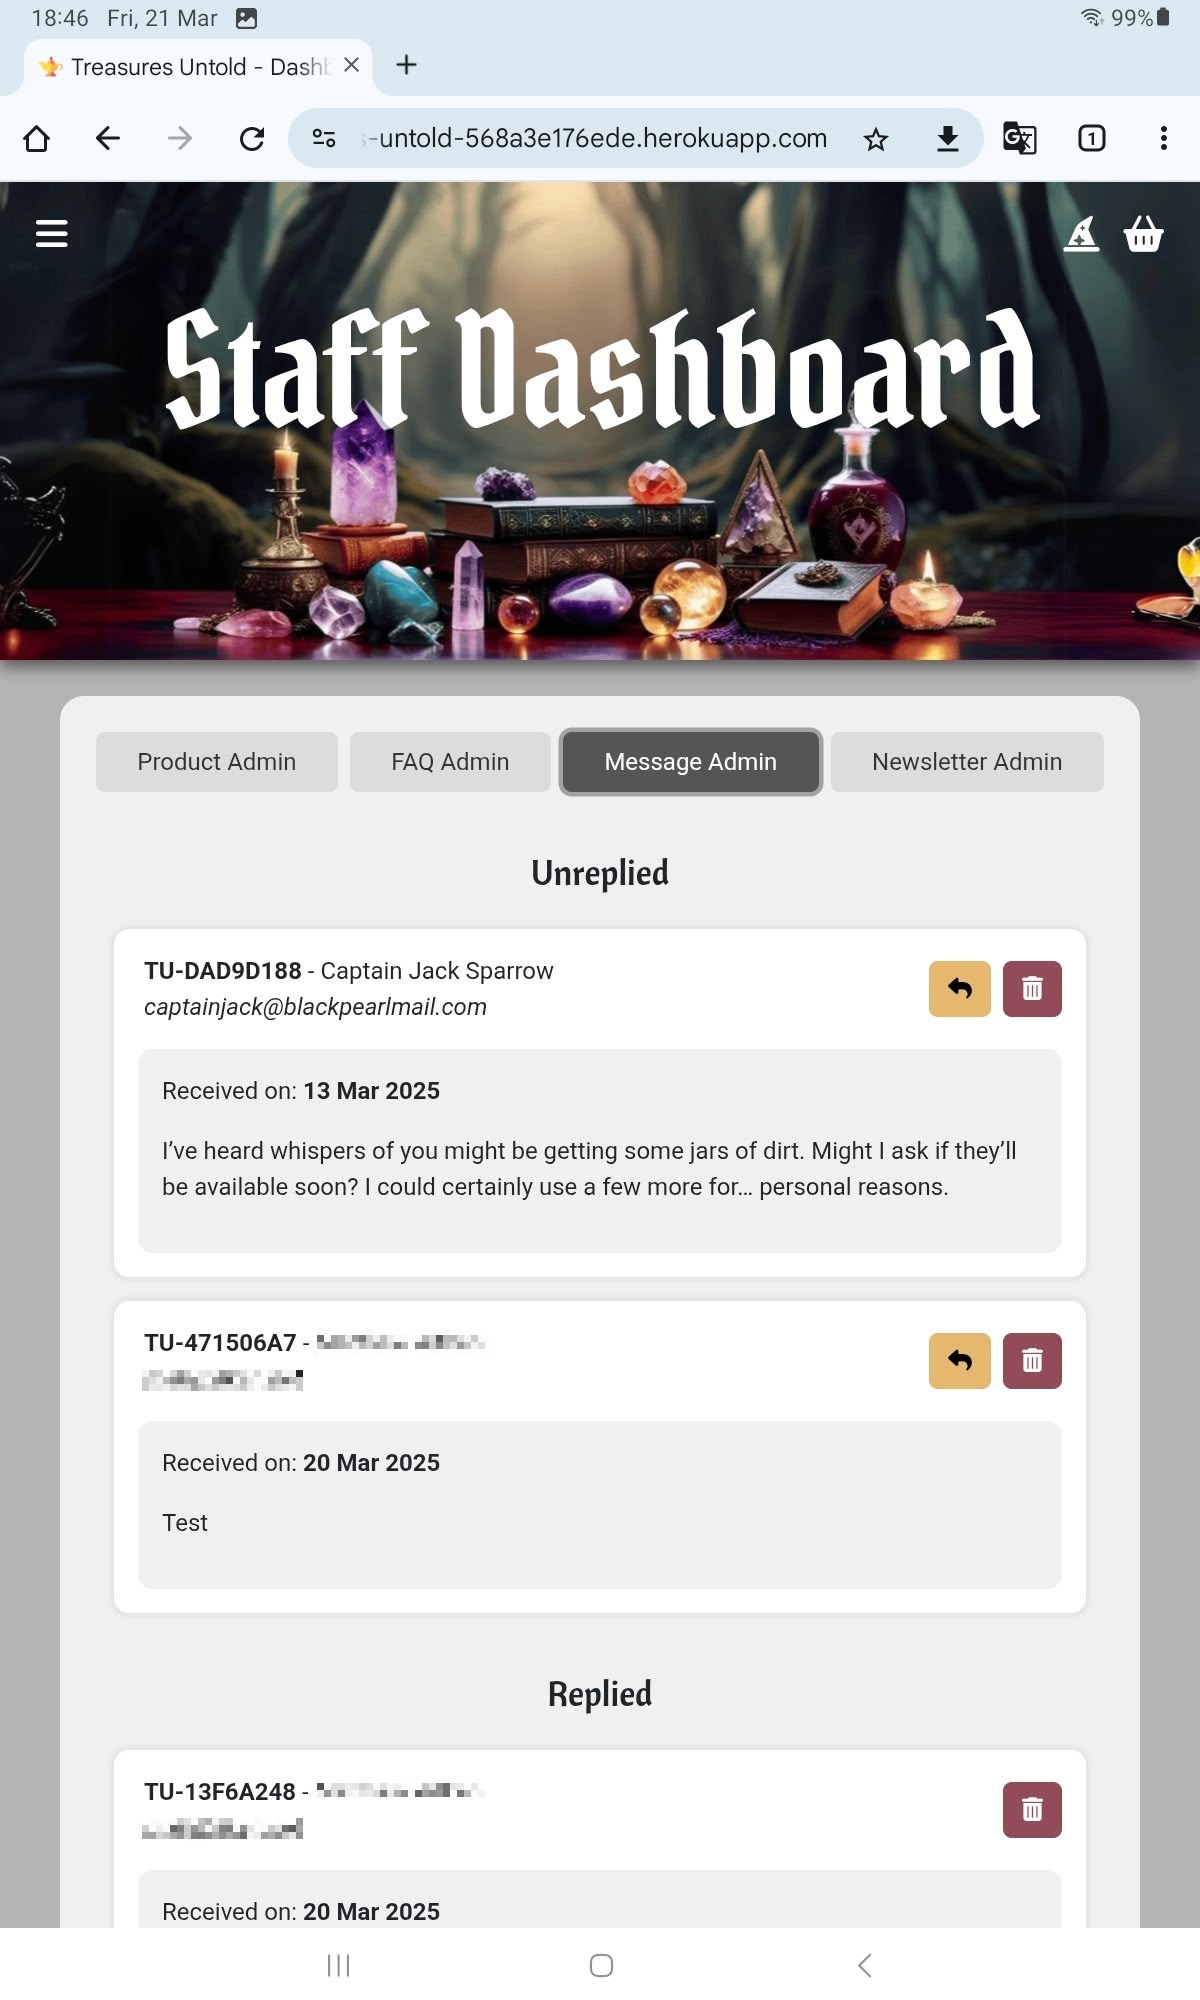 18:46 Fri, 21 Mar 99%
Treasures Untold - Dashb
-untold-568a3e176ede.herokuapp.com
1
Staff Dashboard
Product Admin
FAQ Admin
Message Admin
Newsletter Admin
Unreplied
TU-DAD9D188 - Captain Jack Sparrow
captainjack@blackpearlmail.com
Received on: 13 Mar 2025
I’ve heard whispers of you might be getting some jars of dirt. Might I ask if they’ll
be available soon? I could certainly use a few more for… personal reasons.
TU-471506A7 -
Received on: 20 Mar 2025
Test
Replied
TU-13F6A248 -
Received on: 20 Mar 2025